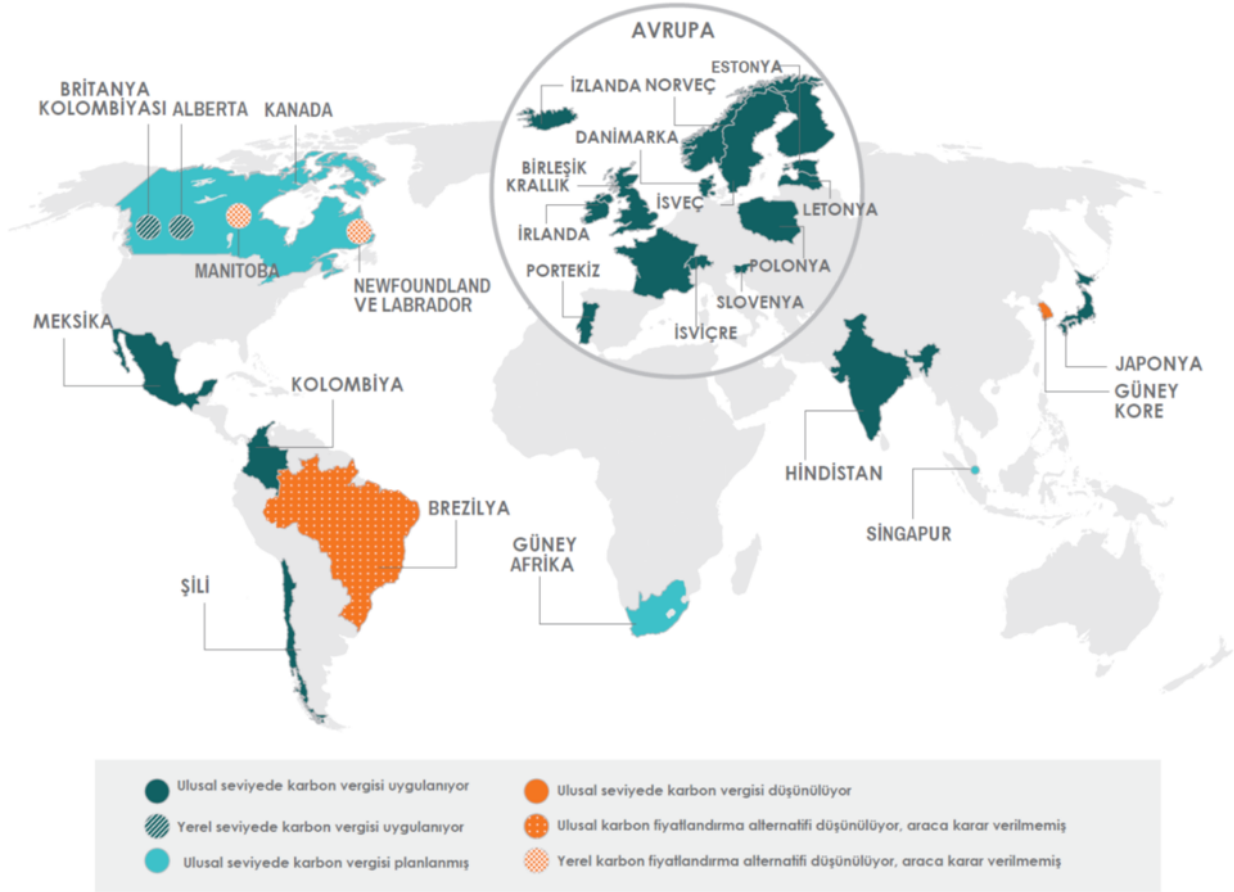 AVRUPA
ESTONYA
İZLANDA NORVEÇ
DANİMARKA
BİRLEŞİK
KRALLIK
İSVEÇ
LETONYA
İRLANDA
PORTEKİZ
POLONYA
SLOVENYA
İSVİÇRE
BRİTANYA
KOLOMBİYASI ALBERTA KANADA
MANITOBA
NEWFOUNDLAND
VE LABRADOR
MEKSİKA
KOLOMBİYA
BREZİLYA
ŞİLİ
GÜNEY
AFRİKA
HİNDİSTAN
SİNGAPUR
JAPONYA
GÜNEY
KORE
Ulusal seviyede karbon vergisi uygulanıyor
Yerel seviyede karbon vergisi uygulanıyor
Ulusal seviyede karbon vergisi planlanmış
Ulusal seviyede karbon vergisi düşünülüyor
Ulusal karbon fiyatlandırma alternatifi düşünülüyor, araca karar verilmemiş
Yerel karbon fiyatlandırma alternatifi düşünülüyor, araca karar verilmemiş